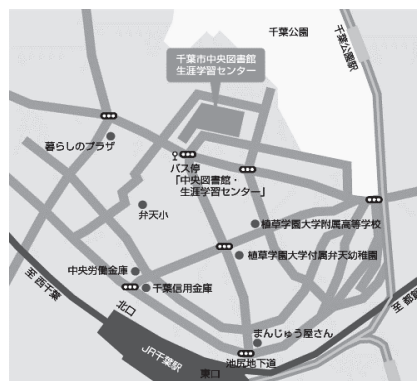 千葉公園
千葉公園駅
千葉市中央図書館
生涯学習センター
暮らしのプラザ
バス停
「中央図書館・
生涯学習センター」
弁天小
植草学園大学附属高等学校
植草学園大学付属弁天幼稚園
中央労働金庫
千葉信用金庫
至西千葉
北口
JR千葉駅
東口
まんじゅう屋さん
池尻地下道